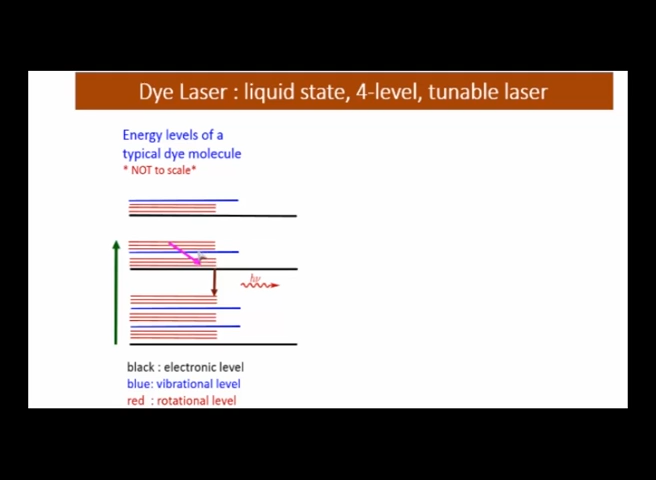 Dye Laser : liquid state, 4-level, tunable laser
Energy levels of a
typical dye molecule
* NOT to scale*
hν
black : electronic level
blue: vibrational level
red : rotational level